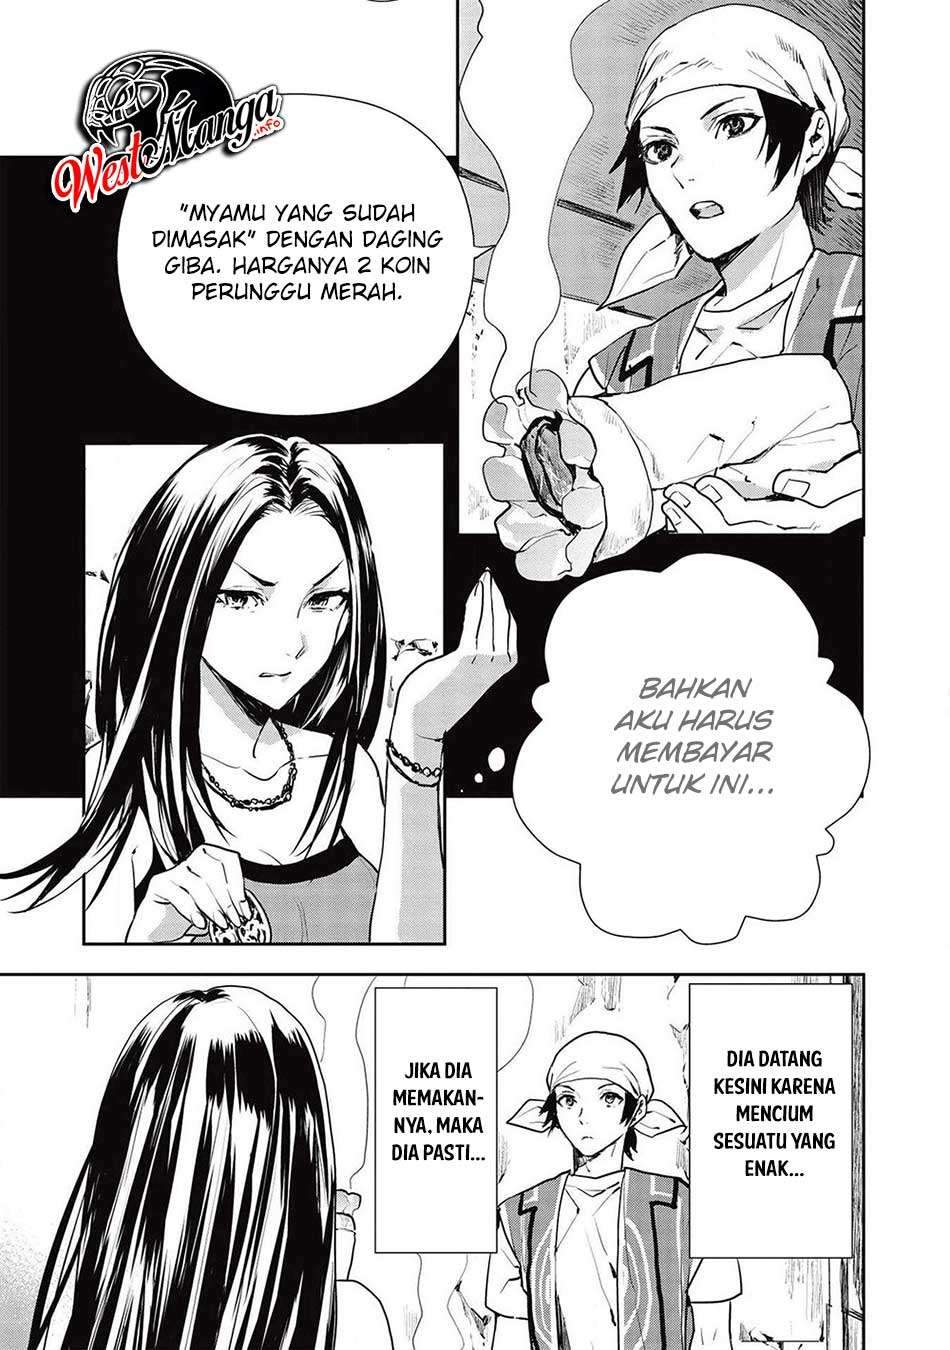 WestManga
.info
"MYAMU YANG SUDAH
DIMASAK" DENGAN DAGING
GIBA. HARGANYA 2 KOIN
PERUNGGU MERAH.
BAHKAN
AKU HARUS
MEMBAYAR
UNTUK INI...
DIA DATANG
KESINI KARENA
MENCIUM
SESUATU YANG
ENAK...
JIKA DIA
MEMAKAN-
NYA, MAKA
DIA PASTI...